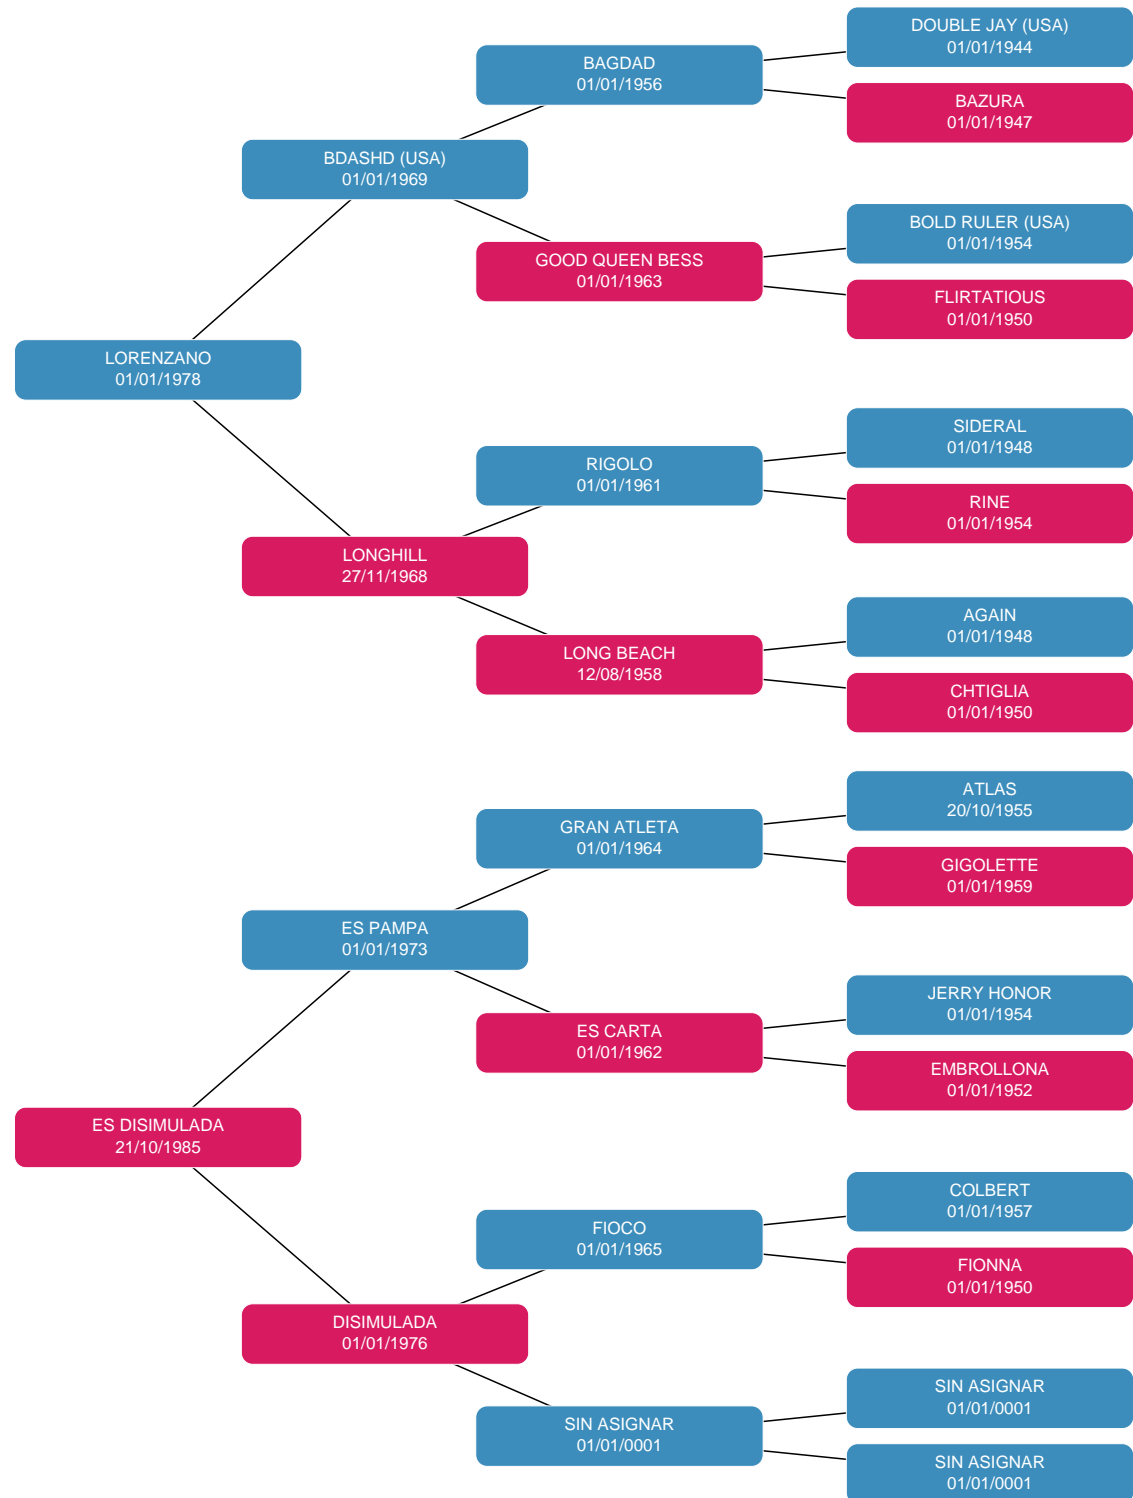 DOUBLE JAY (USA)
01/01/1944
BAGDAD
01/01/1956
BAZURA
01/01/1947
BDASHD (USA)
01/01/1969
BOLD RULER (USA)
01/01/1954
GOOD QUEEN BESS
01/01/1963
FLIRTATIOUS
01/01/1950
LORENZANO
01/01/1978
SIDERAL
01/01/1948
RIGOLO
01/01/1961
RINE
01/01/1954
LONGHILL
27/11/1968
AGAIN
01/01/1948
LONG BEACH
12/08/1958
CHTIGLIA
01/01/1950
ATLAS
20/10/1955
GRAN ATLETA
01/01/1964
GIGOLETTE
01/01/1959
ES PAMPA
01/01/1973
JERRY HONOR
01/01/1954
ES CARTA
01/01/1962
EMBROLLONA
01/01/1952
ES DISIMULADA
21/10/1985
COLBERT
01/01/1957
FIOCO
01/01/1965
FIONNA
01/01/1950
DISIMULADA
01/01/1976
SIN ASIGNAR
01/01/0001
SIN ASIGNAR
01/01/0001
SIN ASIGNAR
01/01/0001